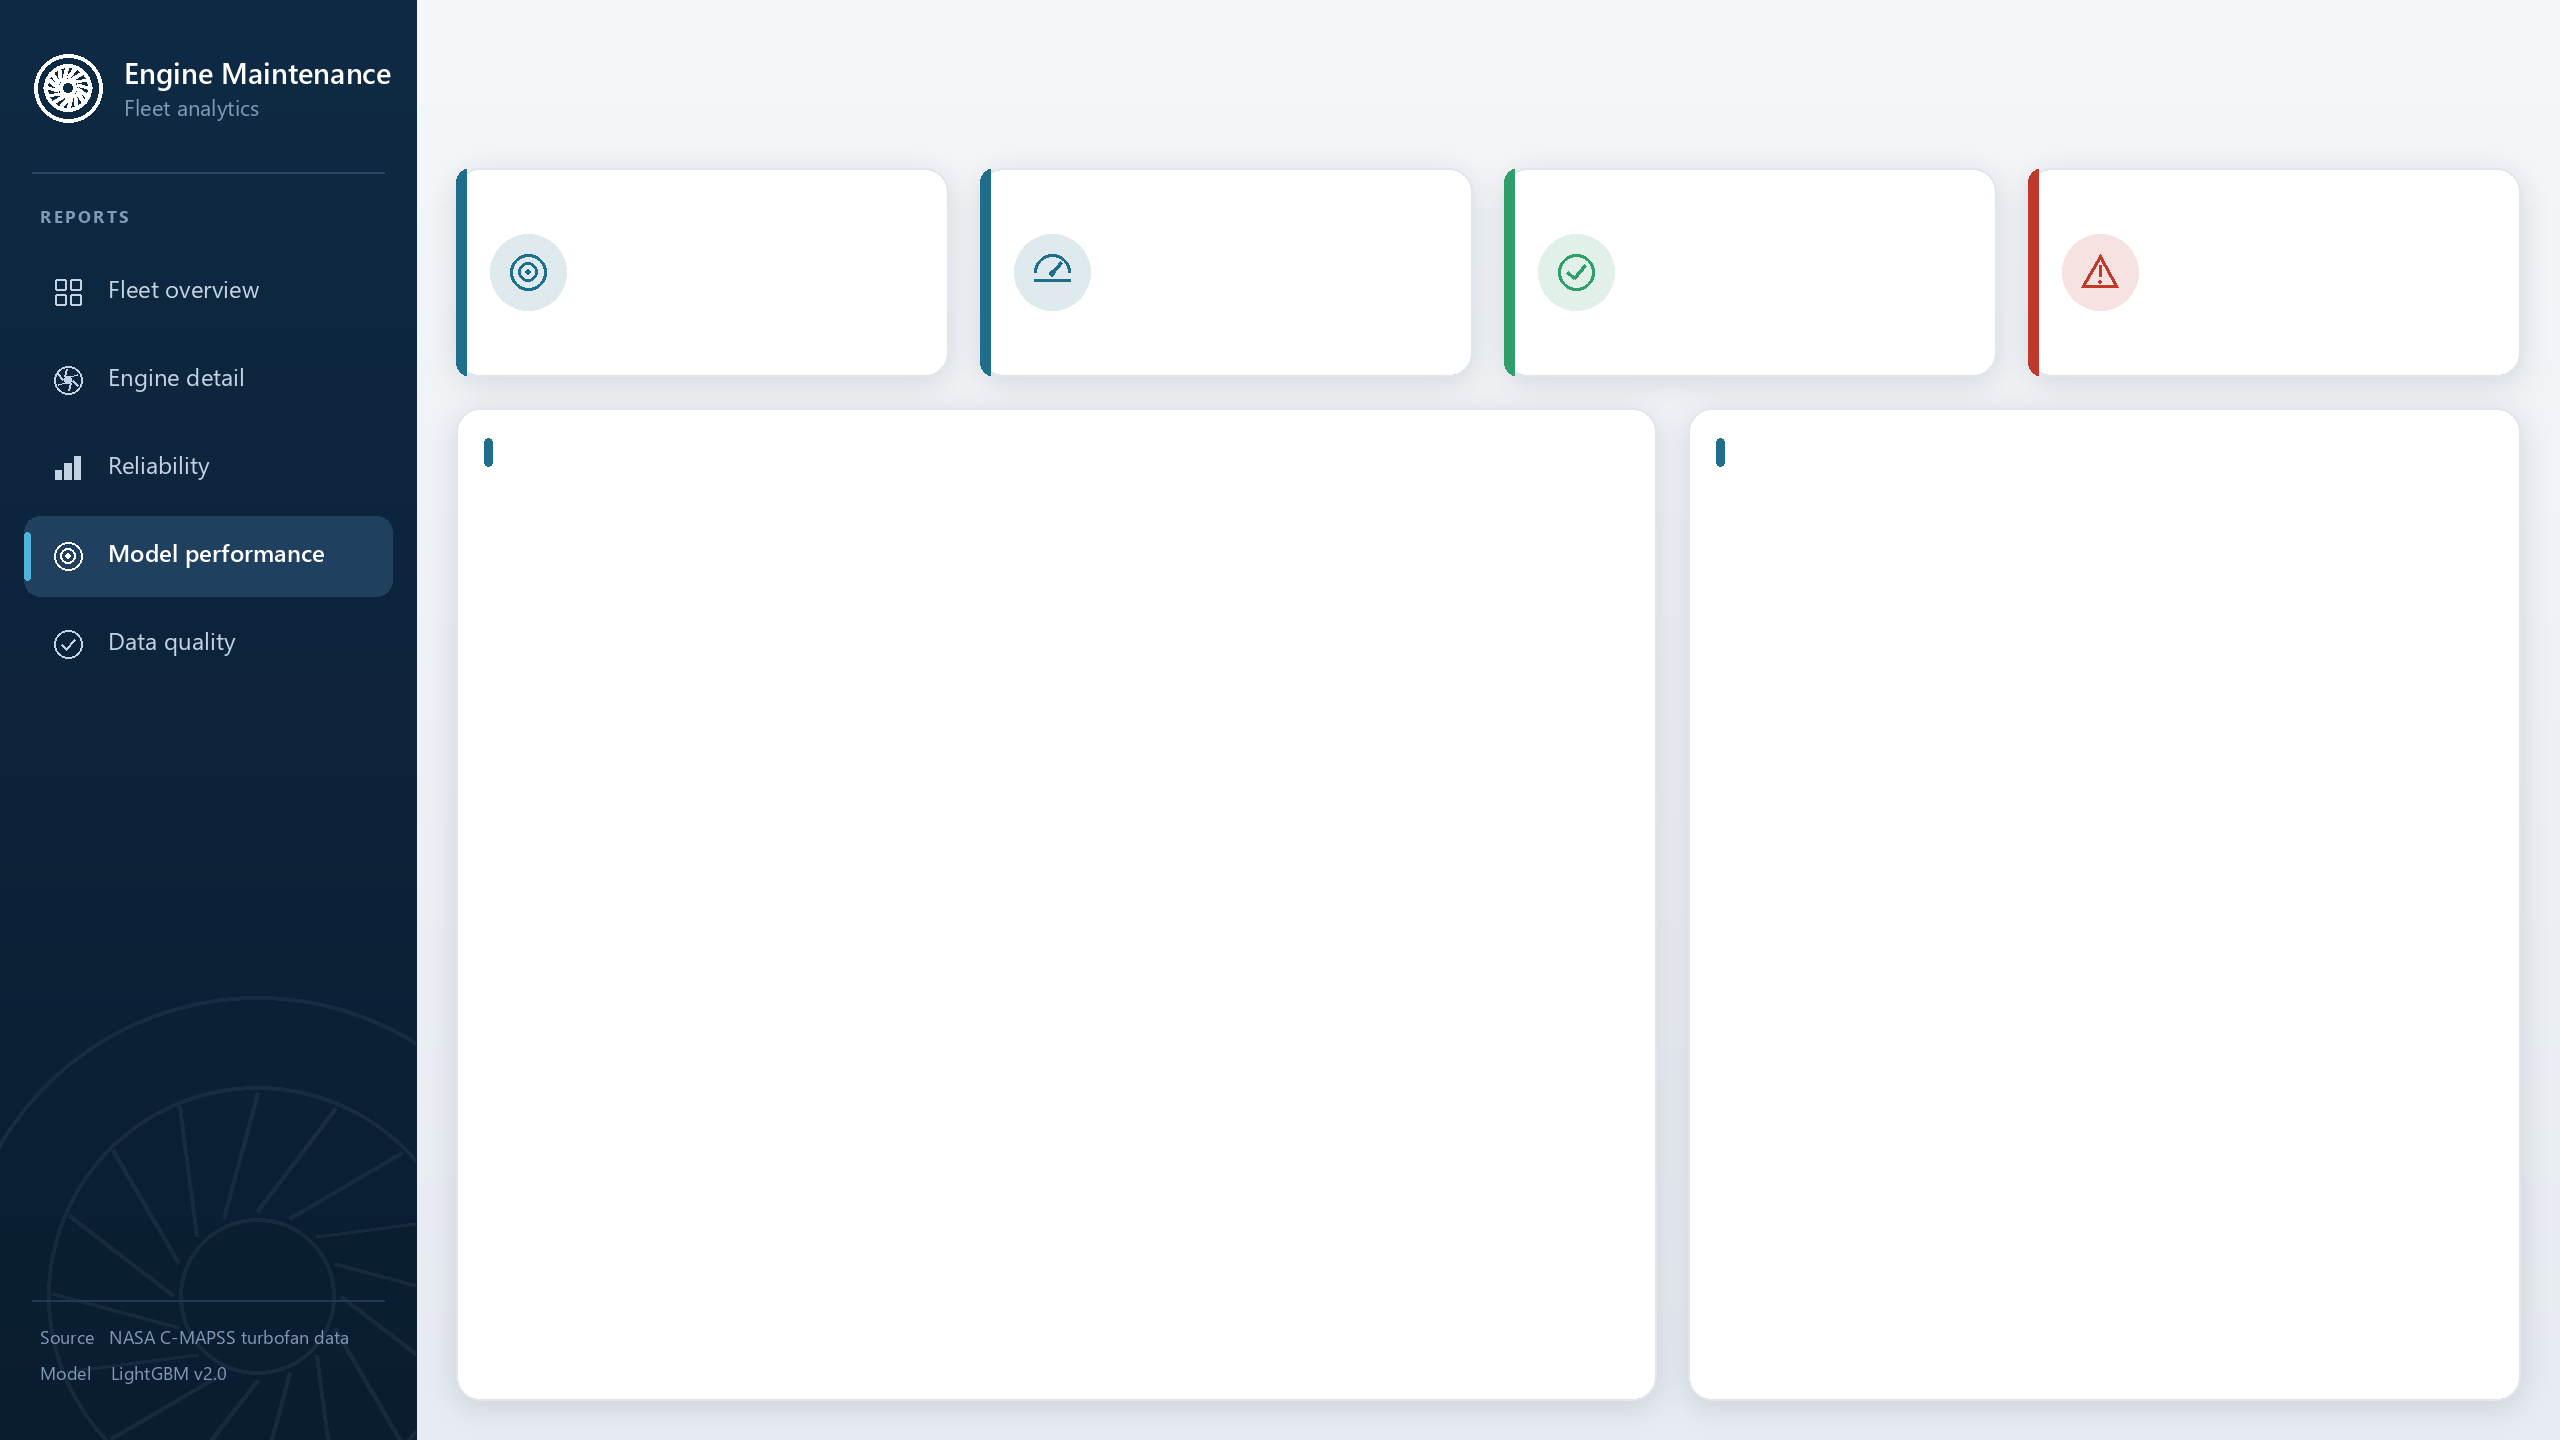 Engine Maintenance
Fleet analytics
REPORTS
Fleet overview
Engine detail
Reliability
Model performance
Data quality
Source NASA C-MAPSS turbofan data
Model LightGBM v2.0